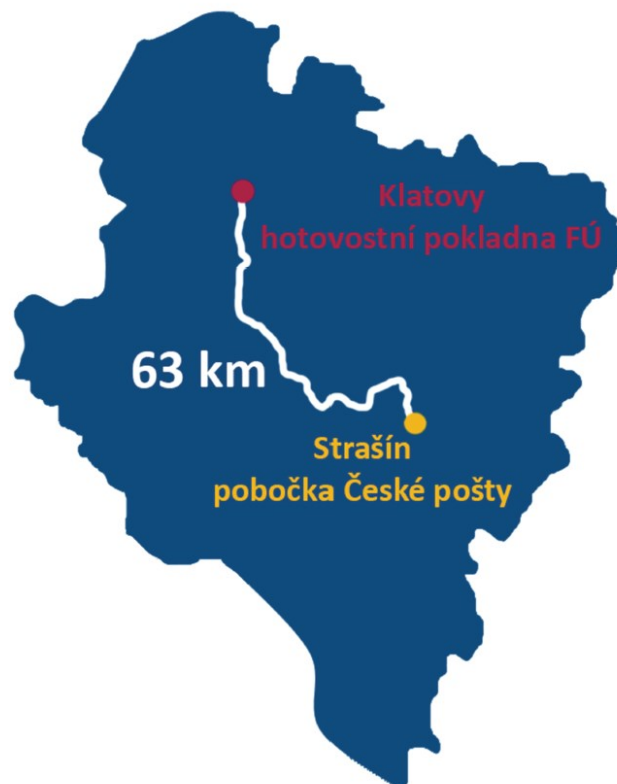 Klatovy
hotovostní pokladna FÚ
63 km
Strašín
pobočka České pošty